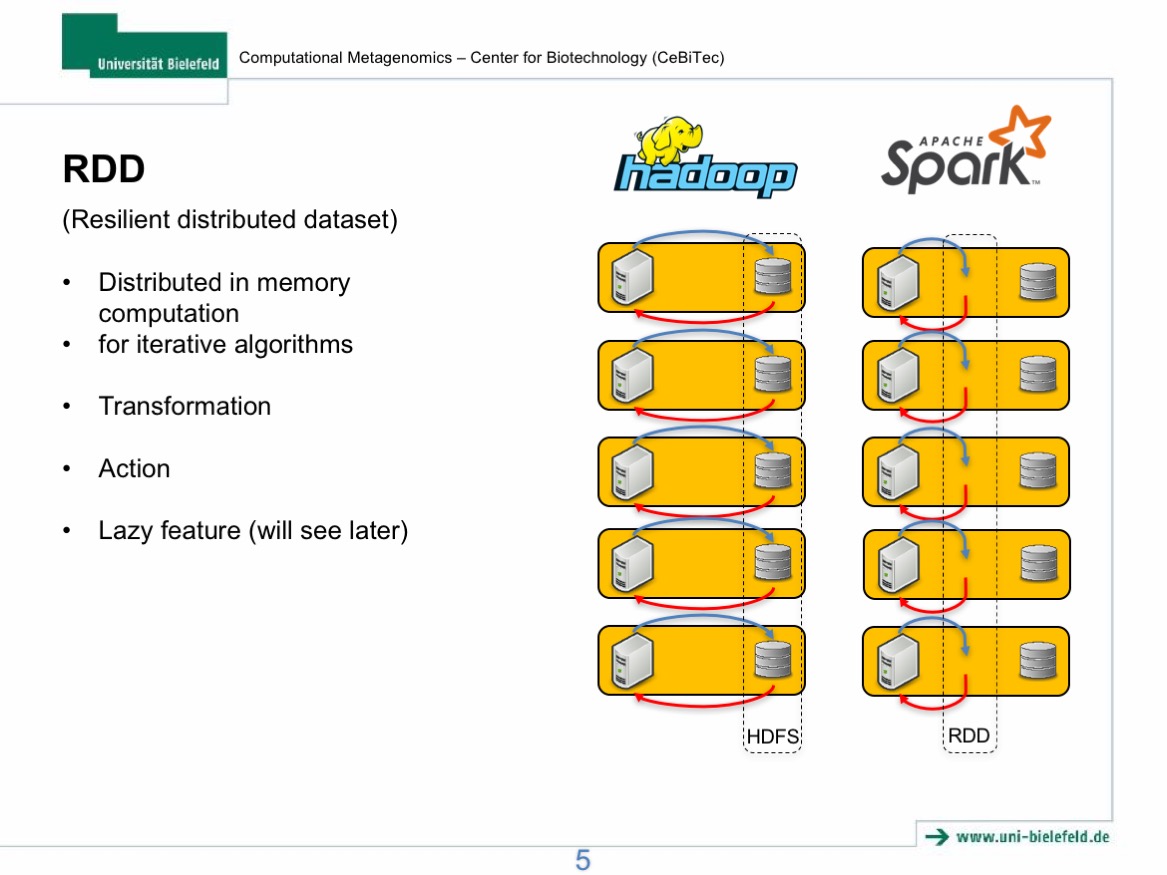 Universität Bielefeld
Computational Metagenomics – Center for Biotechnology (CeBiTec)
RDD
(Resilient distributed dataset)
• Distributed in memory
computation
• for iterative algorithms
• Transformation
• Action
• Lazy feature (will see later)
hadoop
APACHE
Spark™
HDFS
RDD
www.uni-bielefeld.de
5